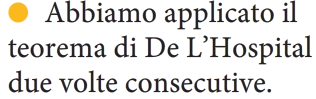 Abbiamo applicato il
teorema di De L'Hospital
due volte consecutive.